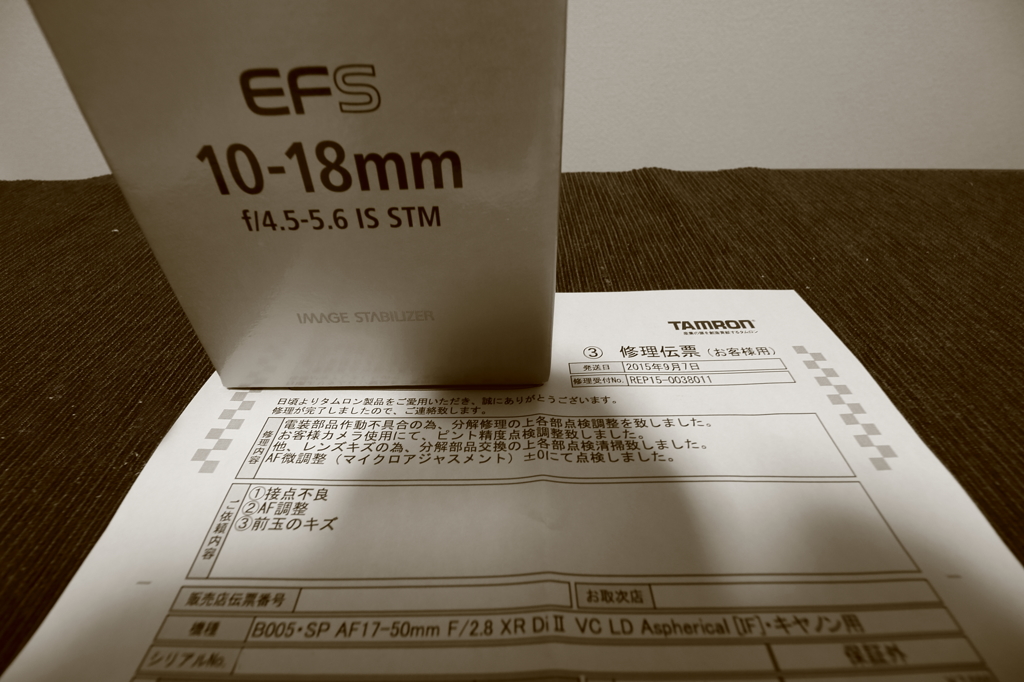 EFS
10-18mm
f/4.5-5.6 IS STM
IMAGE STABILIZER
TAMRON
③ 修理伝票（お客様用）
発送日 2015年9月7日
修理受付No. REP15-0038011
日頃よりタムロン製品をご愛用いただき、誠にありがとうございます。
修理が完了しましたので、ご連絡致します。
修理内容
電装部品作動不具合の為、分解修理の上各部点検調整を致しました。
お客様カメラ使用にて、ピント精度点検調整致しました。
他、レンズキズの為、分解部品交換の上各部点検清掃致しました。
AF微調整（マイクロアジャスメント）±0にて点検しました。
ご依頼内容
①接点不良
②AF調整
③前玉のキズ
販売店伝票番号 お取次店
機種 B005・SP AF17-50mm F/2.8 XR DiⅡ VC LD Aspherical [IF]・キヤノン用
シリアルNo. 保証外